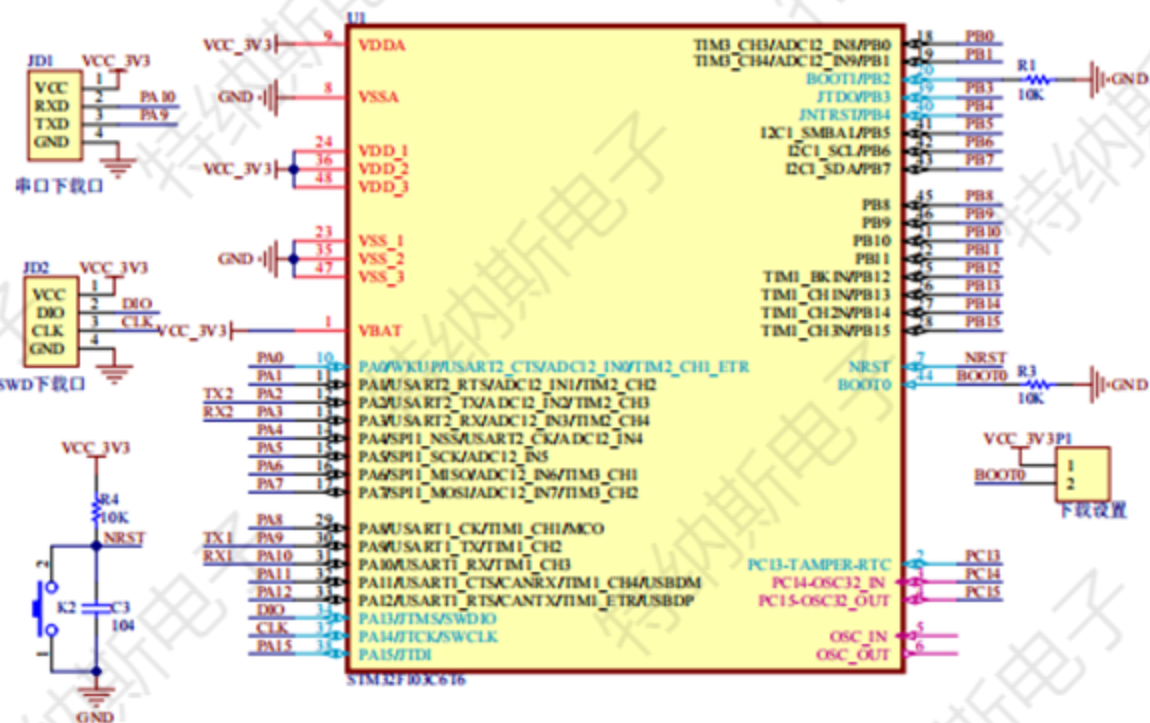 U1
JD1
VCC_3V3
VCC 1
RXD 2 PA10
TXD 3 PA9
GND 4
串口下载口
JD2
VCC_3V3
VCC 1
DIO 2 DIO
CLK 3 CLK
GND 4
SWD下载口
VCC_3V3
R4
10K
NRST
2
K2
C3
104
1
GND
VCC_3V3 9 VDDA
GND 8 VSSA
24 VDD_1
VCC_3V3 36 VDD_2
48 VDD_3
23 VSS_1
GND 35 VSS_2
47 VSS_3
VCC_3V3 1 VBAT
PA0 10 PA0/WKUP/USART2_CTS/ADC12_IN0/TIM2_CH1_ETR
PA1 PA1/USART2_RTS/ADC12_IN1/TIM2_CH2
TX2 PA2 PA2/USART2_TX/ADC12_IN2/TIM2_CH3
RX2 PA3 PA3/USART2_RX/ADC12_IN3/TIM2_CH4
PA4 PA4/SPI1_NSS/USART2_CK/ADC12_IN4
PA5 PA5/SPI1_SCK/ADC12_IN5
PA6 PA6/SPI1_MISO/ADC12_IN6/TIM3_CH1
PA7 PA7/SPI1_MOSI/ADC12_IN7/TIM3_CH2
PA8 29 PA8/USART1_CK/TIM1_CH1/MCO
TX1 PA9 PA9/USART1_TX/TIM1_CH2
RX1 PA10 PA10/USART1_RX/TIM1_CH3
PA11 PA11/USART1_CTS/CANRX/TIM1_CH4/USBDM
PA12 PA12/USART1_RTS/CANTX/TIM1_ETR/USBDP
DIO PA13/JTMS/SWDIO
CLK PA14/JTCK/SWCLK
PA15 PA15/JTDI
STM32F103C6T6
TIM3_CH3/ADC12_IN8/PB0 PB0
TIM3_CH4/ADC12_IN9/PB1 PB1
BOOT1/PB2
R1
10K
GND
JTDO/PB3 PB3
JNTRST/PB4 PB4
I2C1_SMBAL/PB5 PB5
I2C1_SCL/PB6 PB6
I2C1_SDA/PB7 PB7
PB8 45 PB8
PB9 PB9
PB10 PB10
PB11 PB11
TIM1_BKIN/PB12 PB12
TIM1_CH1N/PB13 PB13
TIM1_CH2N/PB14 PB14
TIM1_CH3N/PB15 PB15
NRST 7 NRST
BOOT0 44 BOOT0
R3
10K
GND
VCC_3V3 P1
1
BOOT0 2
下载设置
PC13-TAMPER-RTC 2 PC13
PC14-OSC32_IN PC14
PC15-OSC32_OUT PC15
OSC_IN 5
OSC_OUT 6
特纳斯电子